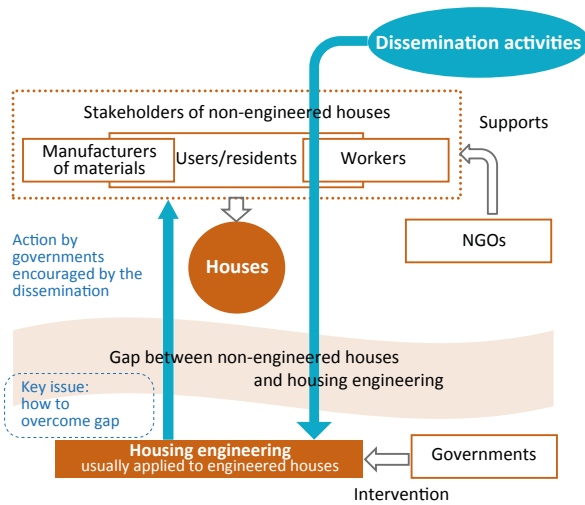 Dissemination activities
Stakeholders of non-engineered houses
Supports
Manufacturers
of materials
Users/residents
Workers
NGOs
Action by
governments
encouraged by the
dissemination
Houses
Gap between non-engineered houses
and housing engineering
Key issue:
how to
overcome gap
Housing engineering
usually applied to engineered houses
Governments
Intervention